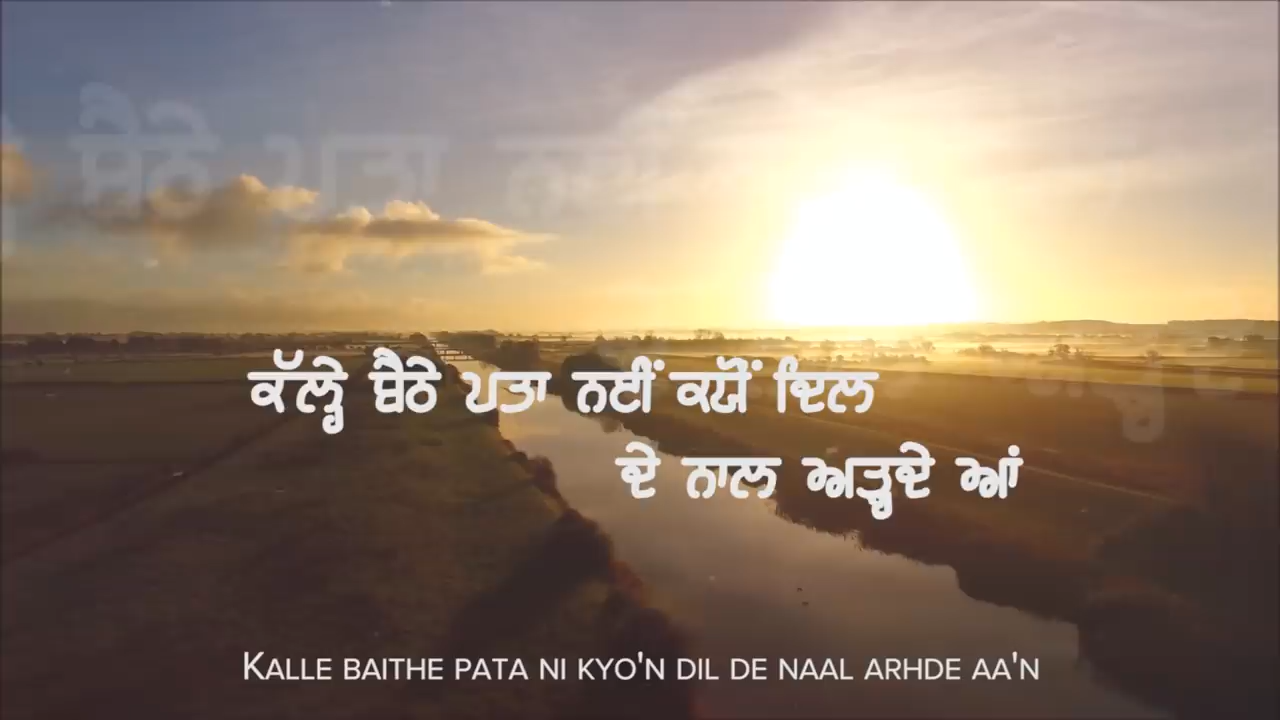 ਕੱਲ੍ਹੇ ਬੈਠੇ ਪਤਾ ਨਈਂ ਕਯੋਂ ਦਿਲ
ਦੇ ਨਾਲ ਅੜ੍ਹਦੇ ਆਂ
KALLE BAITHE PATA NI KYO'N DIL DE NAAL ARHDE AA'N